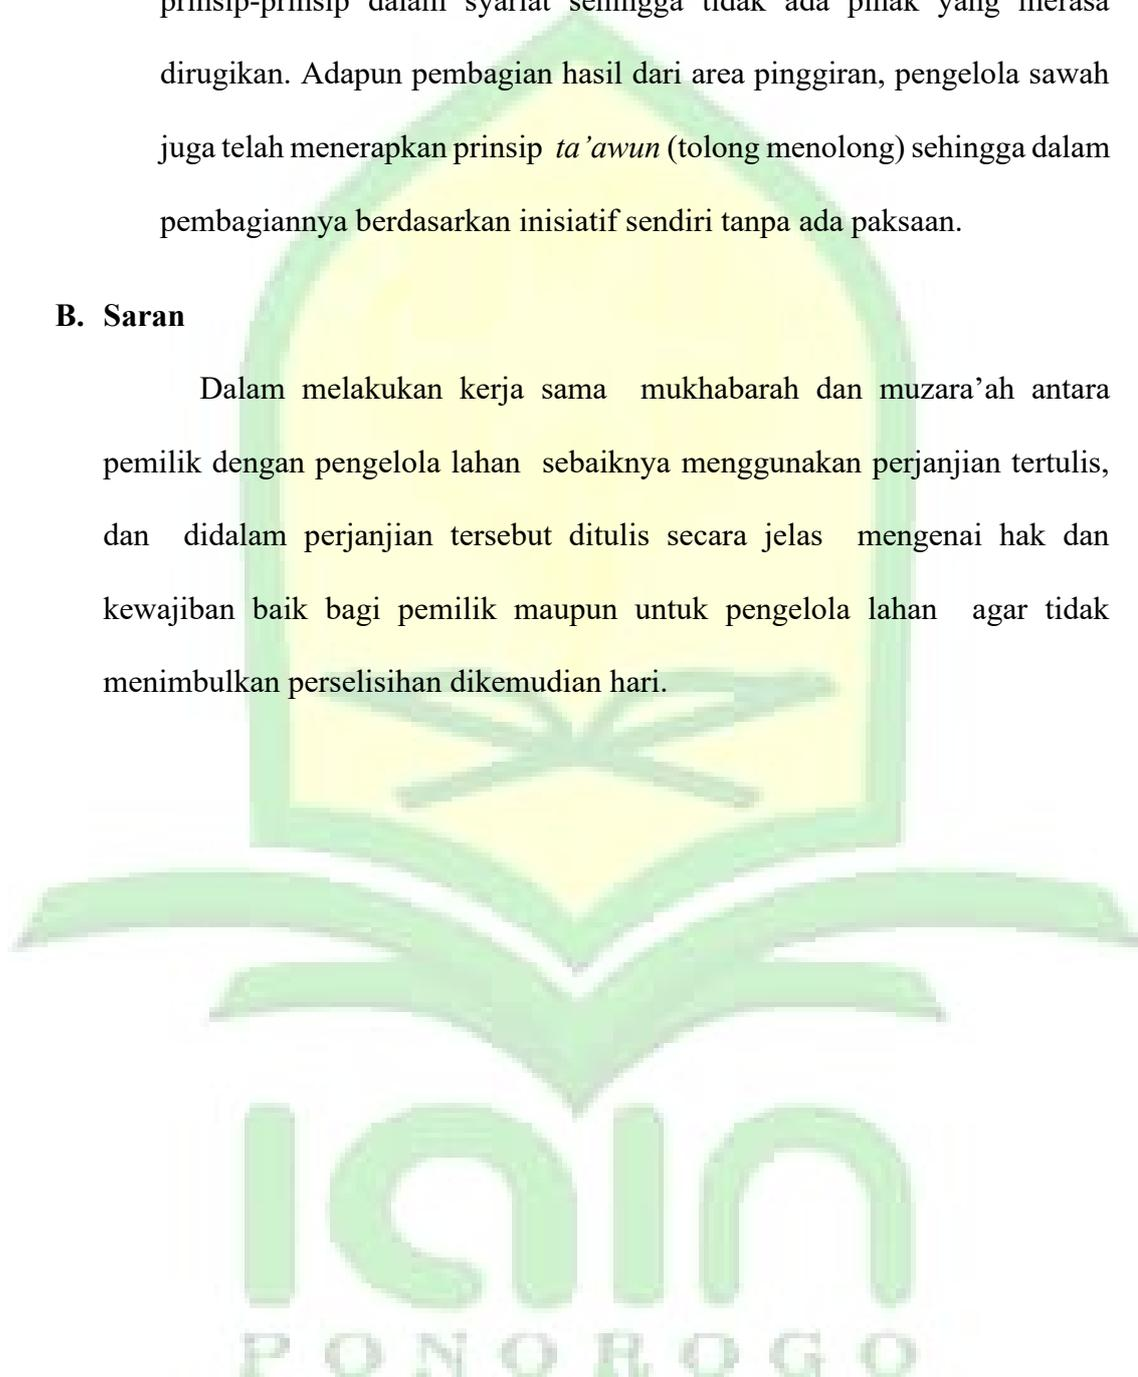 prinsip-prinsip dalam syariat sehingga tidak ada pihak yang merasa
dirugikan. Adapun pembagian hasil dari area pinggiran, pengelola sawah
juga telah menerapkan prinsip ta’awun (tolong menolong) sehingga dalam
pembagiannya berdasarkan inisiatif sendiri tanpa ada paksaan.
B. Saran
Dalam melakukan kerja sama mukhabarah dan muzara’ah antara
pemilik dengan pengelola lahan sebaiknya menggunakan perjanjian tertulis,
dan didalam perjanjian tersebut ditulis secara jelas mengenai hak dan
kewajiban baik bagi pemilik maupun untuk pengelola lahan agar tidak
menimbulkan perselisihan dikemudian hari.
iain
PONOROGO